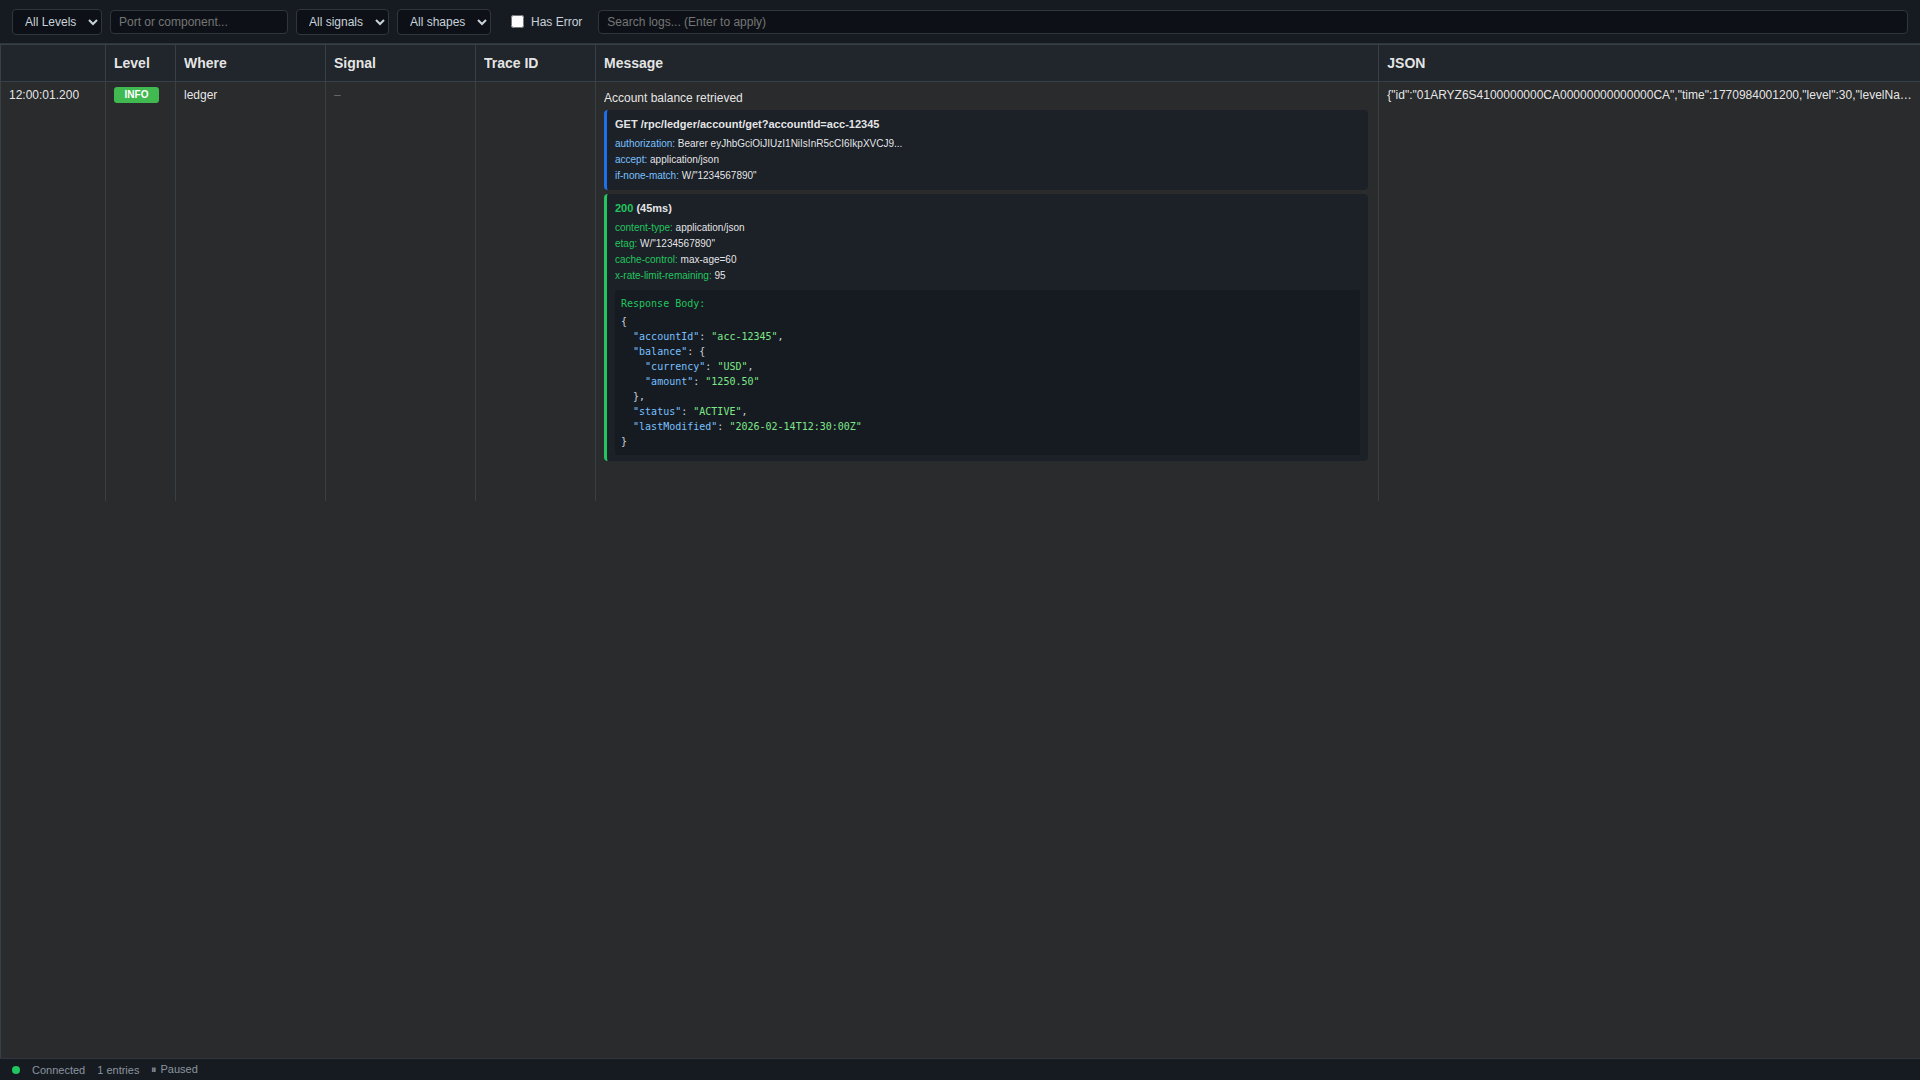 All Levels
Port or component...
All signals
All shapes
Has Error
Search logs... (Enter to apply)
Level
Where
Signal
Trace ID
Message
JSON
12:00:01.200
INFO
ledger
–
Account balance retrieved
GET /rpc/ledger/account/get?accountId=acc-12345
authorization: Bearer eyJhbGciOiJIUzI1NiIsInR5cCI6IkpXVCJ9...
accept: application/json
if-none-match: W/"1234567890"
200 (45ms)
content-type: application/json
etag: W/"1234567890"
cache-control: max-age=60
x-rate-limit-remaining: 95
Response Body:
{
  "accountId": "acc-12345",
  "balance": {
    "currency": "USD",
    "amount": "1250.50"
  },
  "status": "ACTIVE",
  "lastModified": "2026-02-14T12:30:00Z"
}
{"id":"01ARYZ6S4100000000CA00000000000000CA","time":1770984001200,"level":30,"levelNa…
Connected
1 entries
Paused